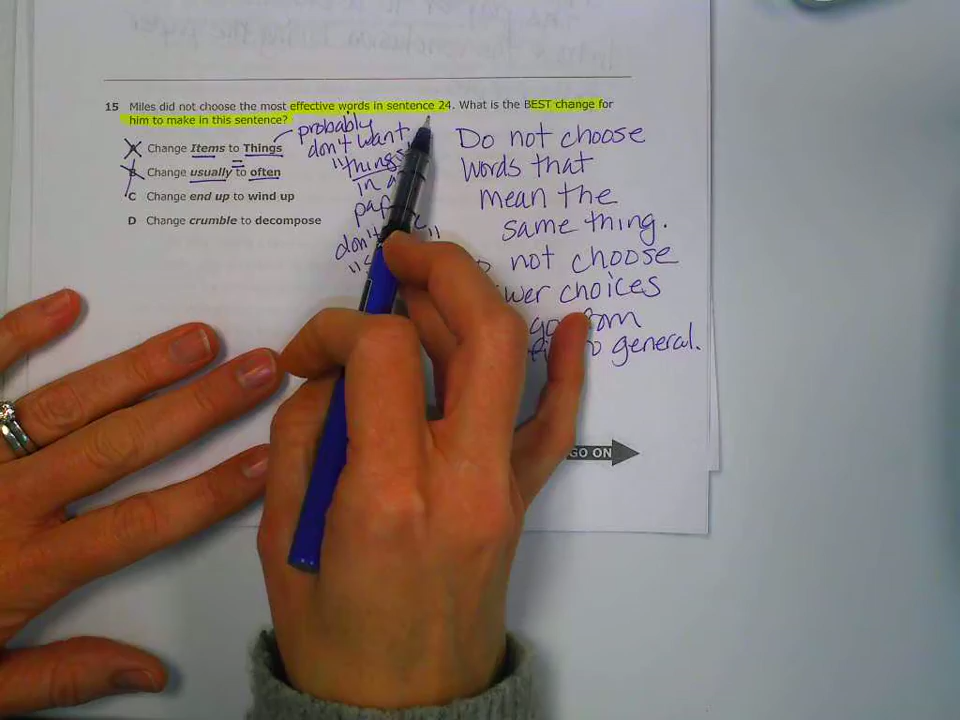 15 Miles did not choose the most effective words in sentence 24. What is the BEST change for
him to make in this sentence?
A Change Items to Things
B Change usually to often
C Change end up to wind up
D Change crumble to decompose
probably
don't want
"things
in a
don't
Do not choose
words that
mean the
same thing.
not choose
choices
general.
GO ON